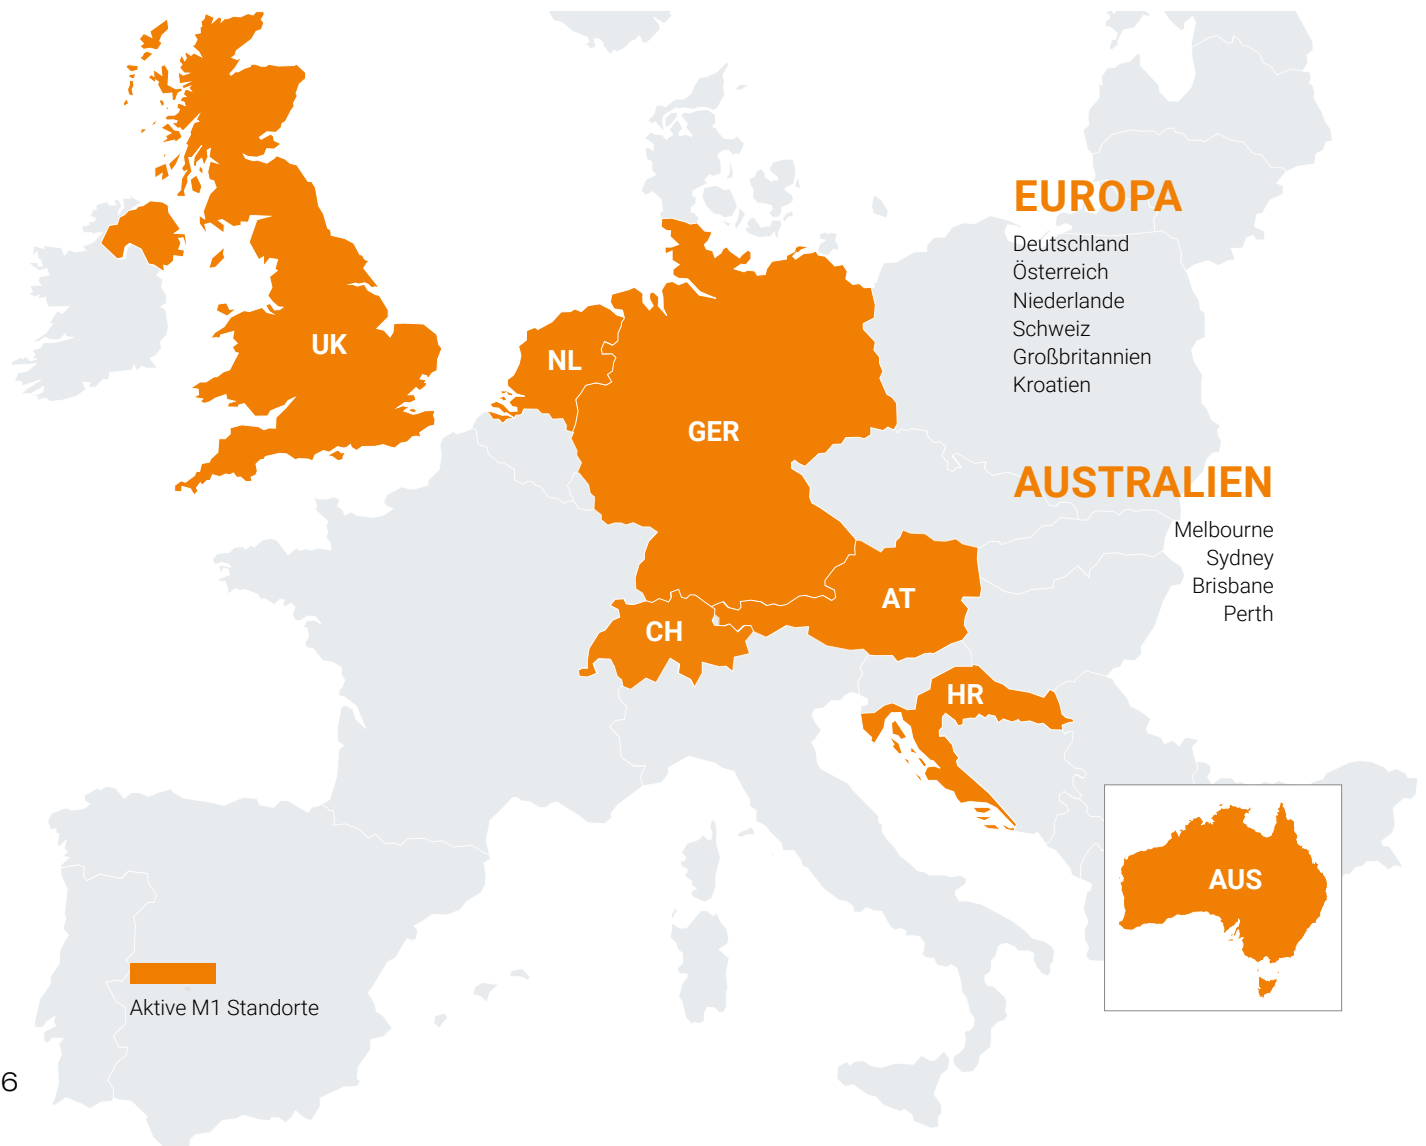 EUROPA
Deutschland
Österreich
Niederlande
Schweiz
Großbritannien
Kroatien
AUSTRALIEN
Melbourne
Sydney
Brisbane
Perth
UK
NL
GER
AT
CH
HR
AUS
Aktive M1 Standorte
6